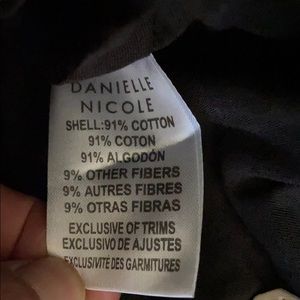 DANIELLE
NICOLE
SHELL:91% COTTON
91% COTON
91% ALGODÓN
9% OTHER FIBERS
9% AUTRES FIBRES
9% OTRAS FIBRAS
EXCLUSIVE OF TRIMS
EXCLUSIVO DE AJUSTES
EXCLUSIVITÉ DES GARMITURES